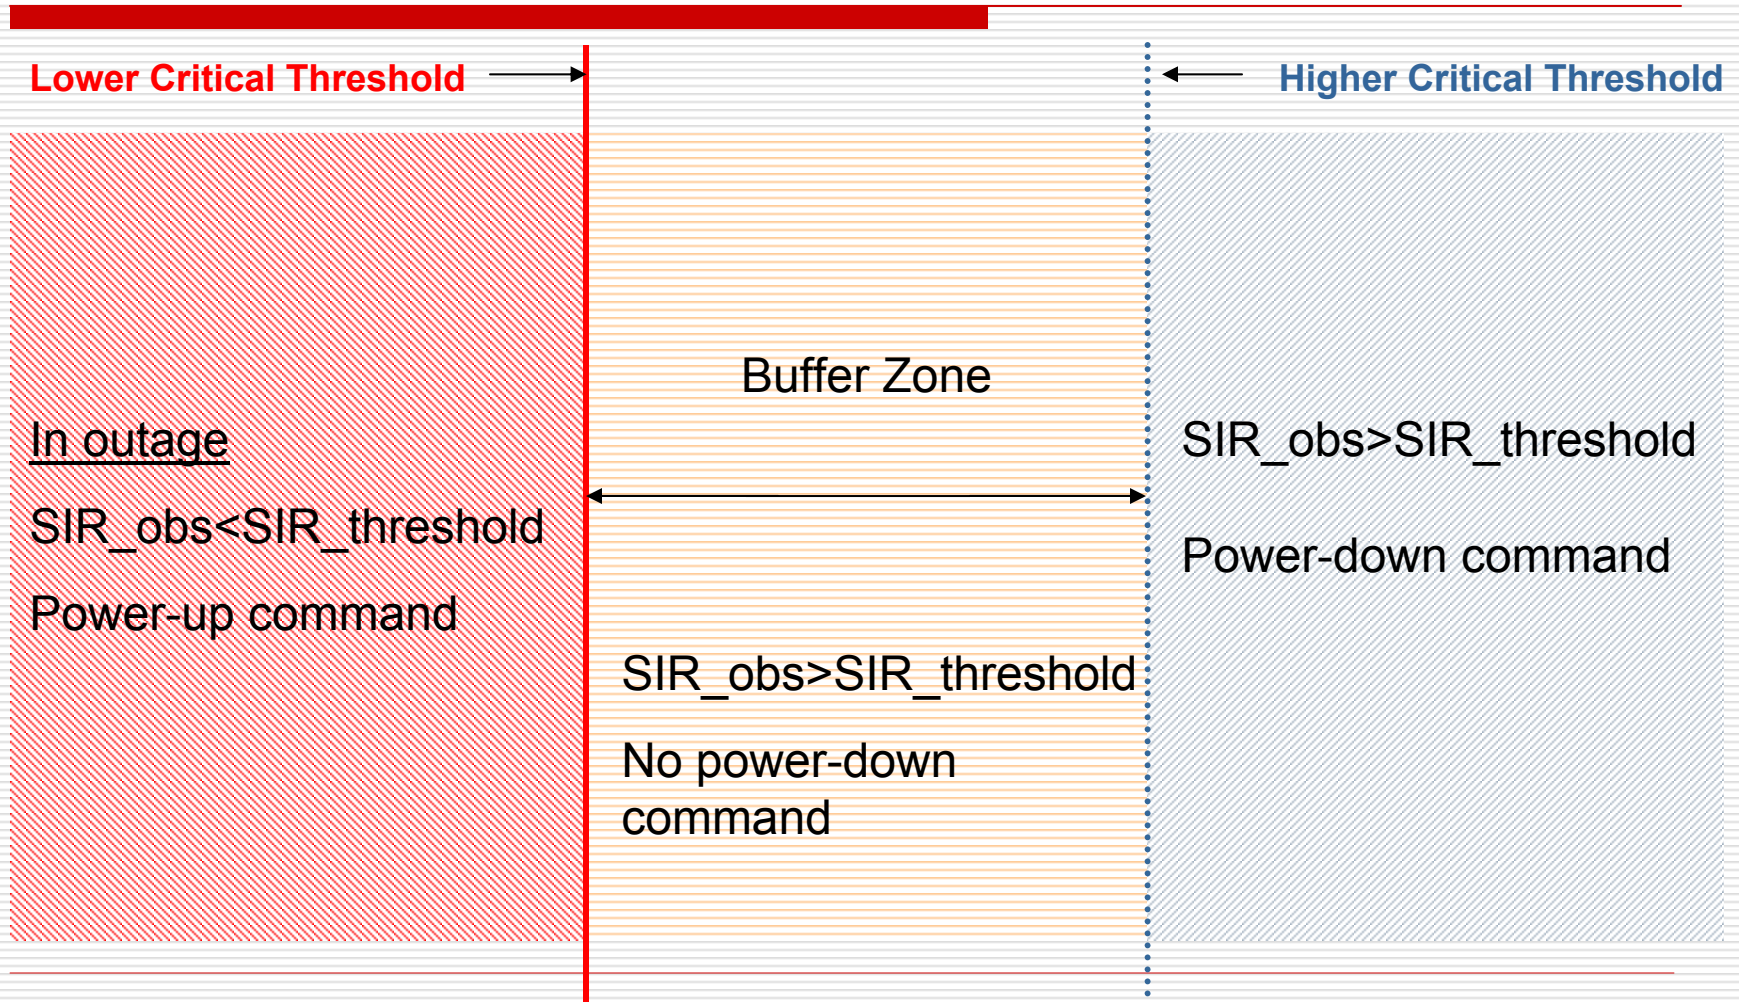 Lower Critical Threshold
Higher Critical Threshold
In outage
SIR_obs<SIR_threshold
Power-up command
Buffer Zone
SIR_obs>SIR_threshold
No power-down
command
SIR_obs>SIR_threshold
Power-down command